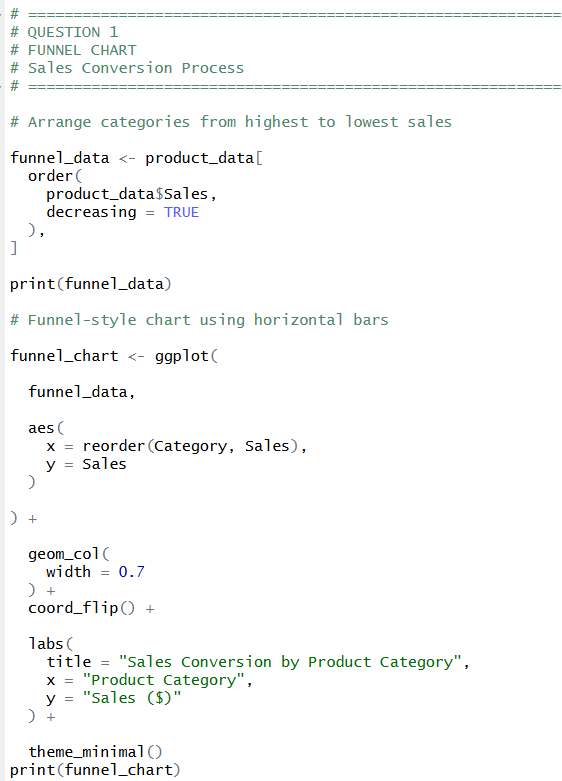 # ===========================================================
# QUESTION 1
# FUNNEL CHART
# Sales Conversion Process
# ===========================================================
# Arrange categories from highest to lowest sales
funnel_data <- product_data[
  order(
    product_data$Sales,
    decreasing = TRUE
  ),
]
print(funnel_data)
# Funnel-style chart using horizontal bars
funnel_chart <- ggplot(
  funnel_data,
  aes(
    x = reorder(Category, Sales),
    y = Sales
  )
) +
  geom_col(
    width = 0.7
  ) +
  coord_flip() +
  labs(
    title = "Sales Conversion by Product Category",
    x = "Product Category",
    y = "Sales ($)"
  ) +
  theme_minimal()
print(funnel_chart)